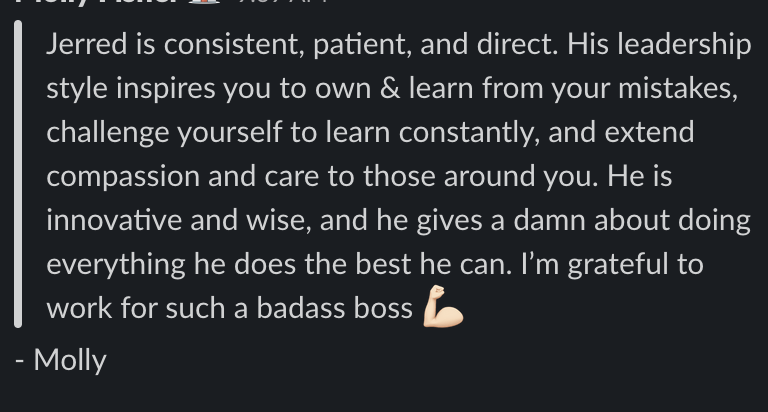 Jerred is consistent, patient, and direct. His leadership
style inspires you to own & learn from your mistakes,
challenge yourself to learn constantly, and extend
compassion and care to those around you. He is
innovative and wise, and he gives a damn about doing
everything he does the best he can. I’m grateful to
work for such a badass boss 💪🏻
- Molly